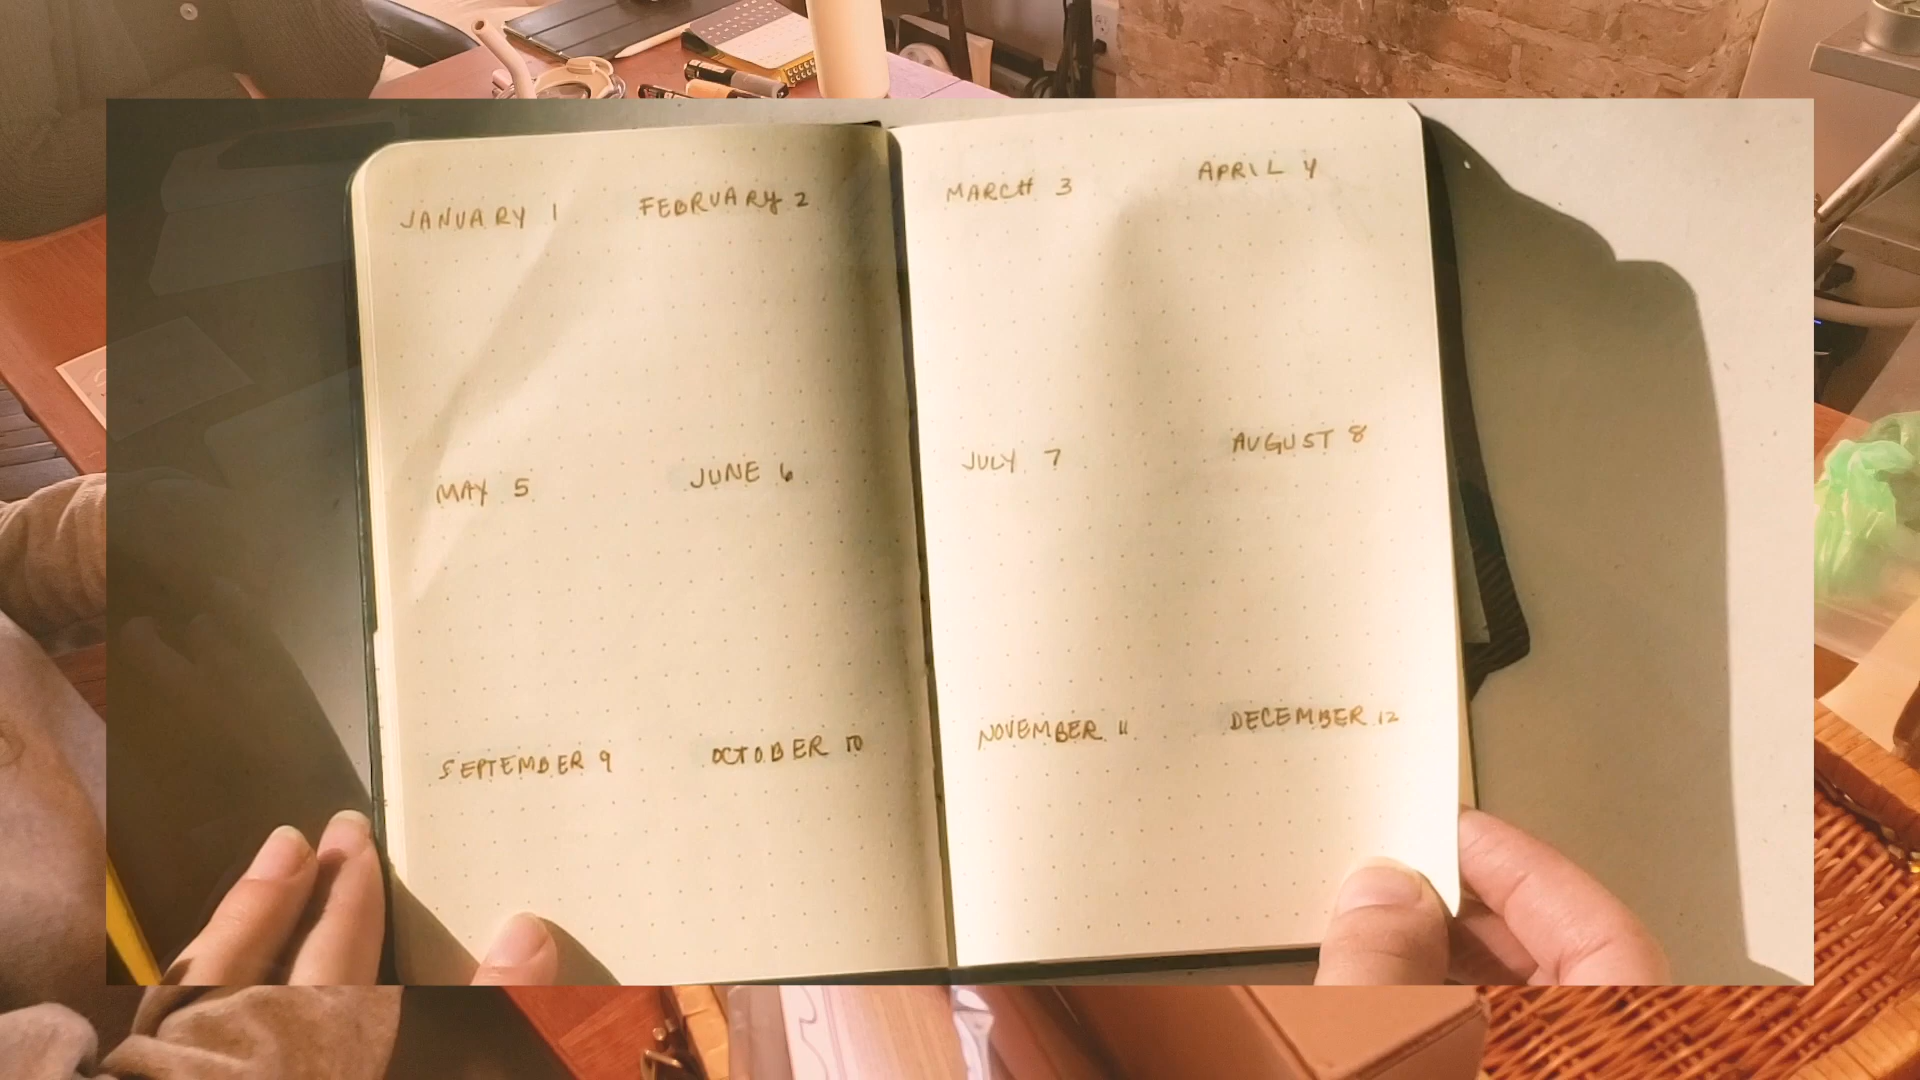 JANUARY 1
FEBRUARY 2
MARCH 3
APRIL 4
MAY 5
JUNE 6
JULY 7
AUGUST 8
SEPTEMBER 9
OCTOBER 10
NOVEMBER 11
DECEMBER 12